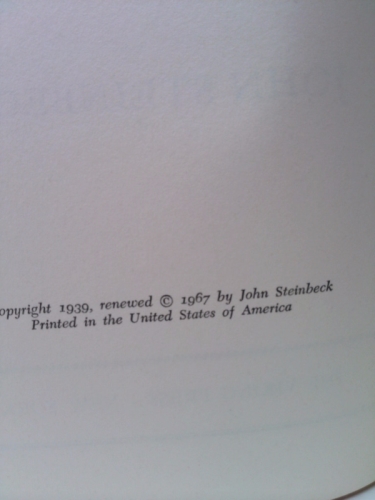 opyright 1939, renewed © 1967 by John Steinbeck
Printed in the United States of America